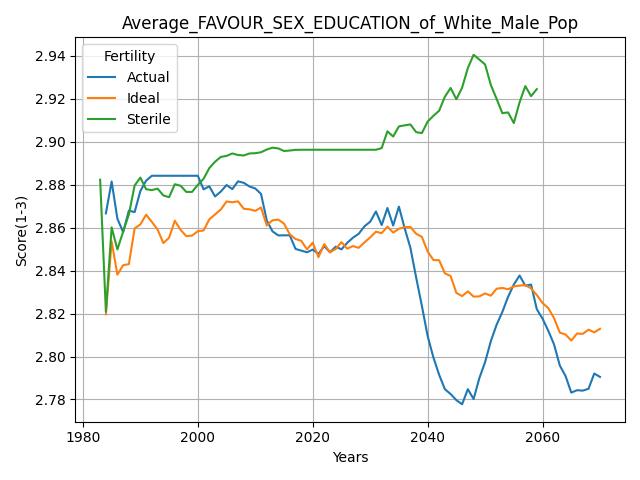 Average_FAVOUR_SEX_EDUCATION_of_White_Male_Pop
Fertility
Actual
Ideal
Sterile
Score(1-3)
2.94
2.92
2.90
2.88
2.86
2.84
2.82
2.80
2.78
1980
2000
2020
2040
2060
Years